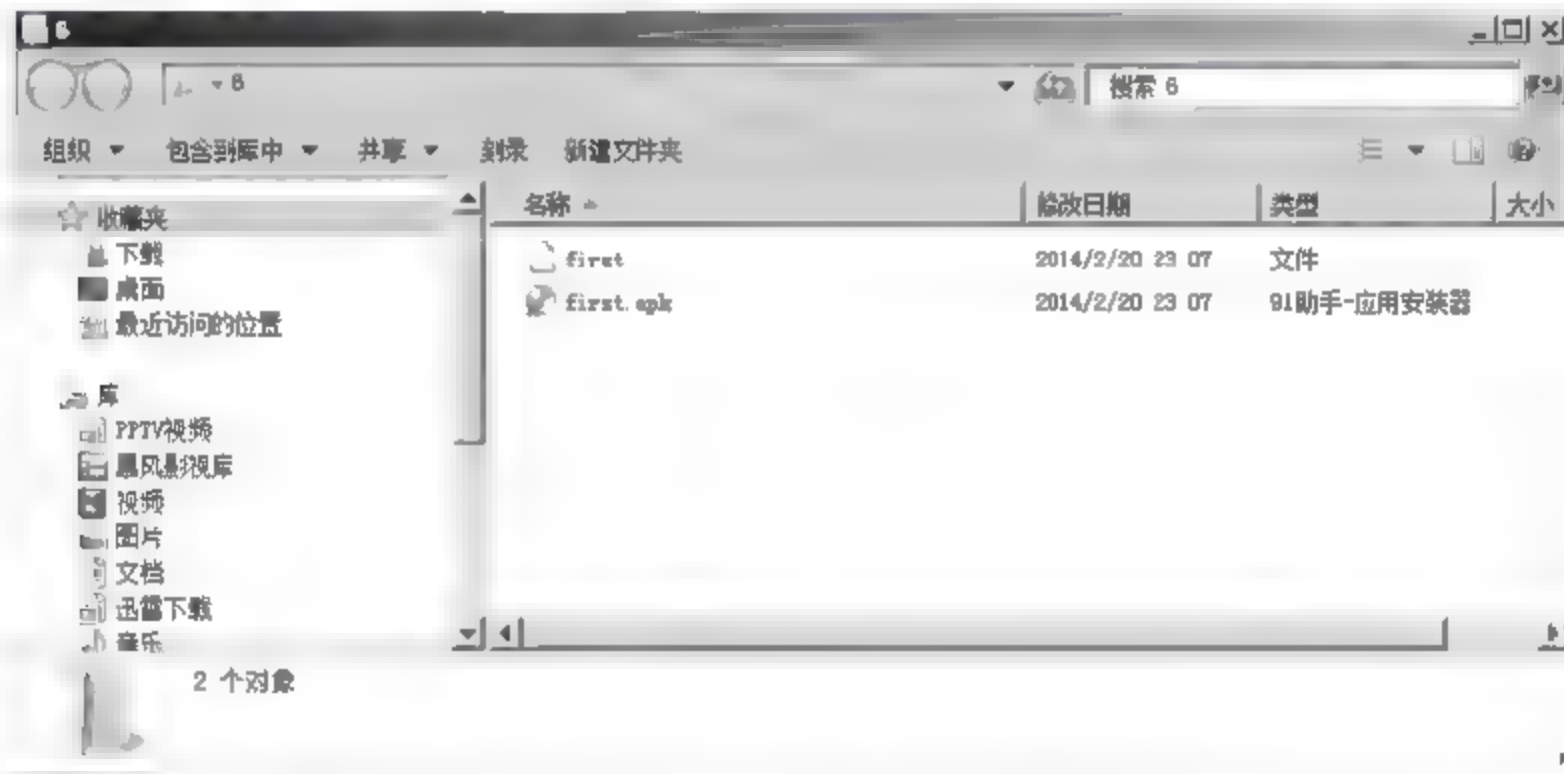 6
6
搜索 6
组织 包含到库中 共享 刻录 新建文件夹
名称 修改日期 类型 大小
收藏夹
下载
桌面
最近访问的位置
库
PPTV视频
暴风影视库
视频
图片
文档
迅雷下载
音乐
first 2014/2/20 23 07 文件
first.apk 2014/2/20 23 07 91助手-应用安装器
2 个对象